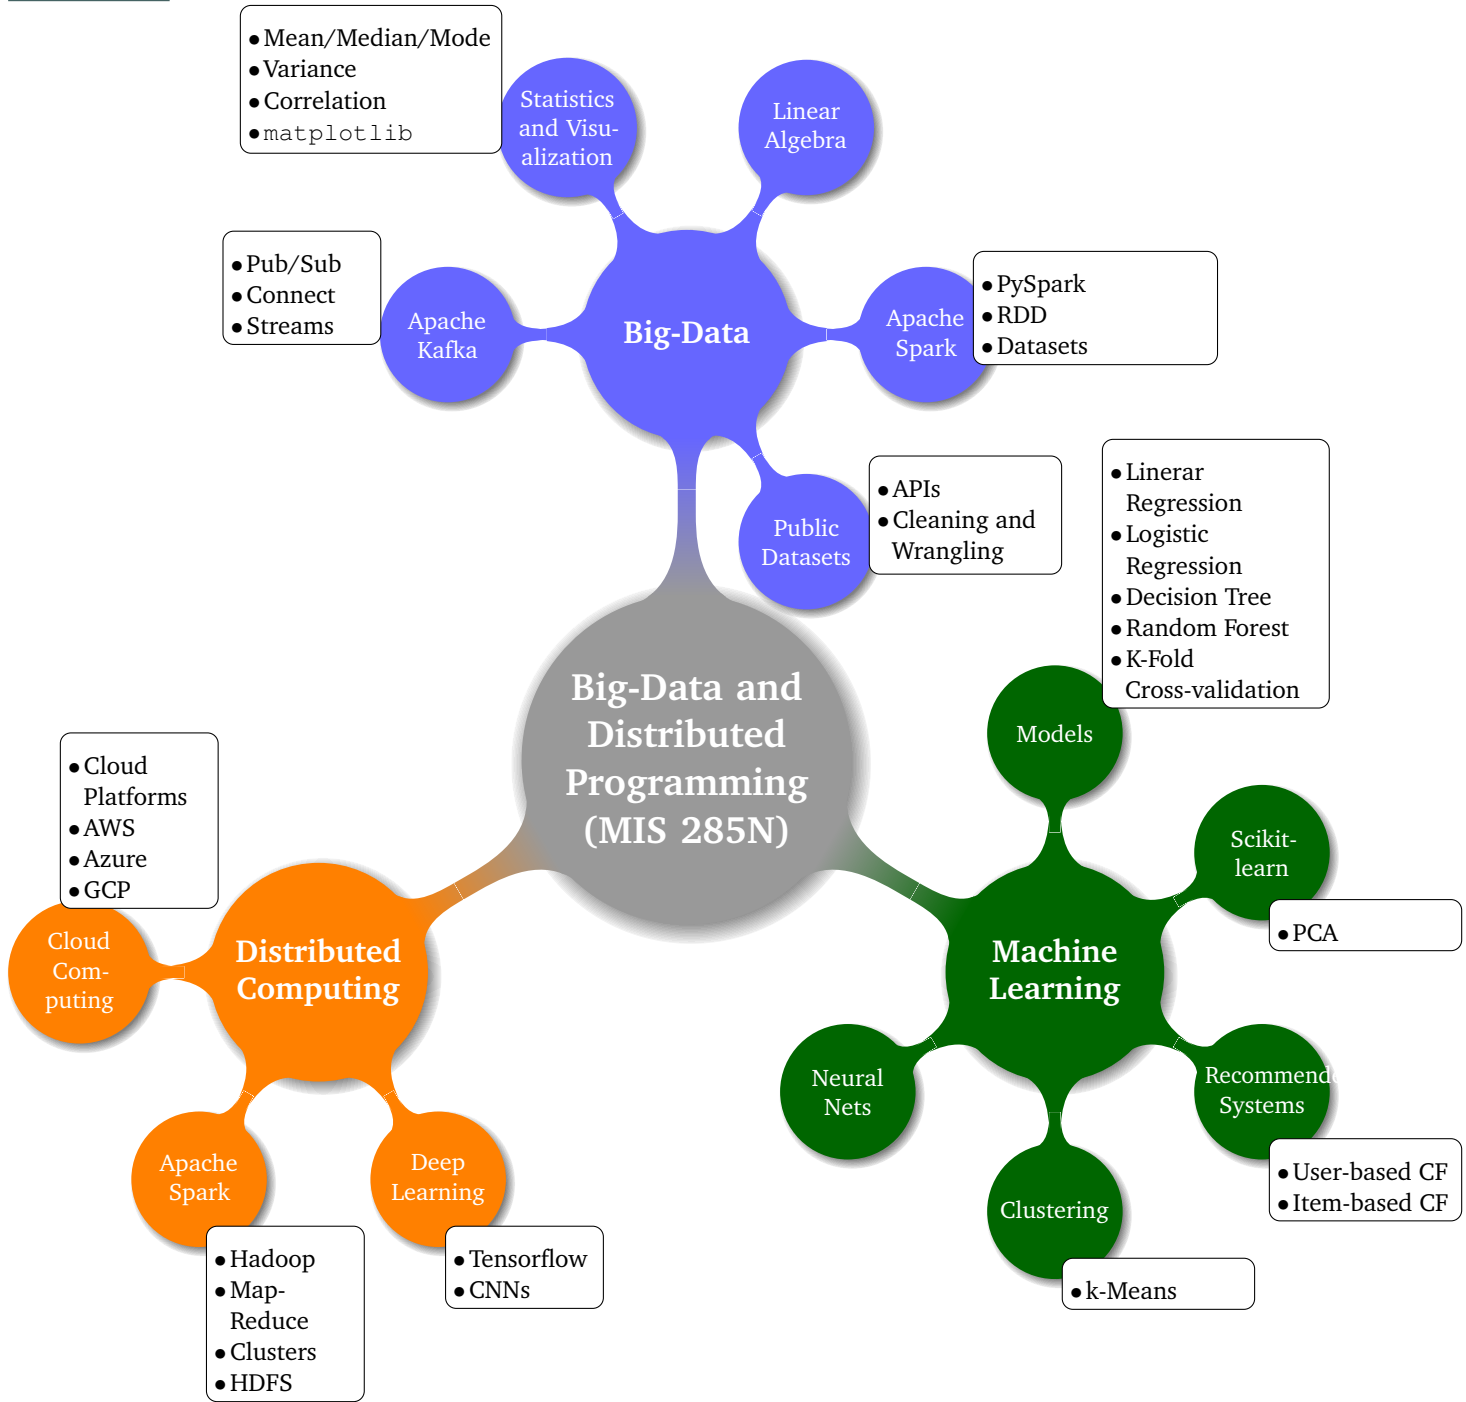 • Mean/Median/Mode
• Variance
• Correlation
• matplotlib
Statistics
and Visu-
alization
Linear
Algebra
• Pub/Sub
• Connect
• Streams
Apache
Kafka
Big-Data
Apache
Spark
• PySpark
• RDD
• Datasets
Public
Datasets
• APIs
• Cleaning and
Wrangling
• Linerar
Regression
• Logistic
Regression
• Decision Tree
• Random Forest
• K-Fold
Cross-validation
Models
Big-Data and
Distributed
Programming
(MIS 285N)
• Cloud
Platforms
• AWS
• Azure
• GCP
Cloud
Com-
puting
Distributed
Computing
Apache
Spark
• Hadoop
• Map-
Reduce
• Clusters
• HDFS
Deep
Learning
• Tensorflow
• CNNs
Machine
Learning
Scikit-
learn
• PCA
Neural
Nets
Recommende
Systems
• User-based CF
• Item-based CF
Clustering
• k-Means